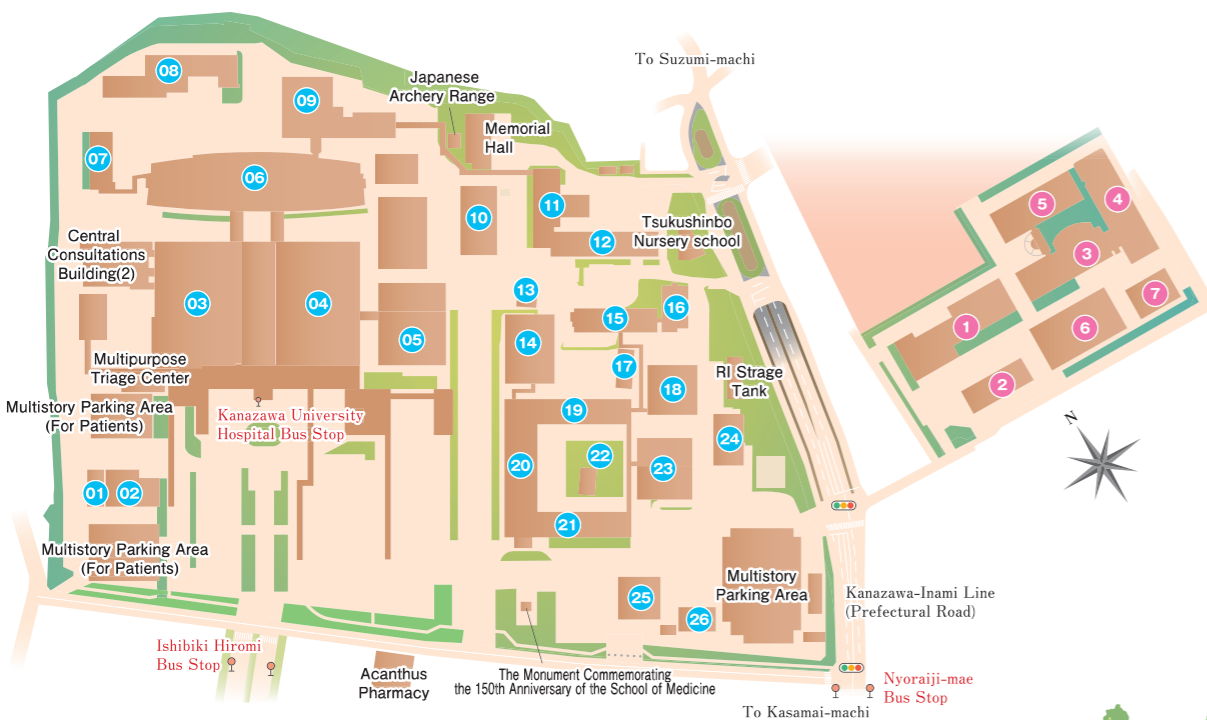 To Suzumi-machi
08
09
Japanese
Archery Range
Memorial
Hall
07
06
10
11
12
Tsukushinbo
Nursery school
5
4
3
7
1
6
2
Central
Consultations
Building(2)
03
04
05
13
14
15
16
17
18
RI Strage
Tank
Multipurpose
Triage Center
Multistory Parking Area
(For Patients)
Kanazawa University
Hospital Bus Stop
19
20
22
23
24
21
N
01
02
Multistory Parking Area
(For Patients)
25
26
Multistory
Parking Area
Kanazawa-Inami Line
(Prefectural Road)
Ishibiki Hiromi
Bus Stop
Acanthus
Pharmacy
The Monument Commemorating
the 150th Anniversary of the School of Medicine
Nyoraiji-mae
Bus Stop
To Kasamai-machi